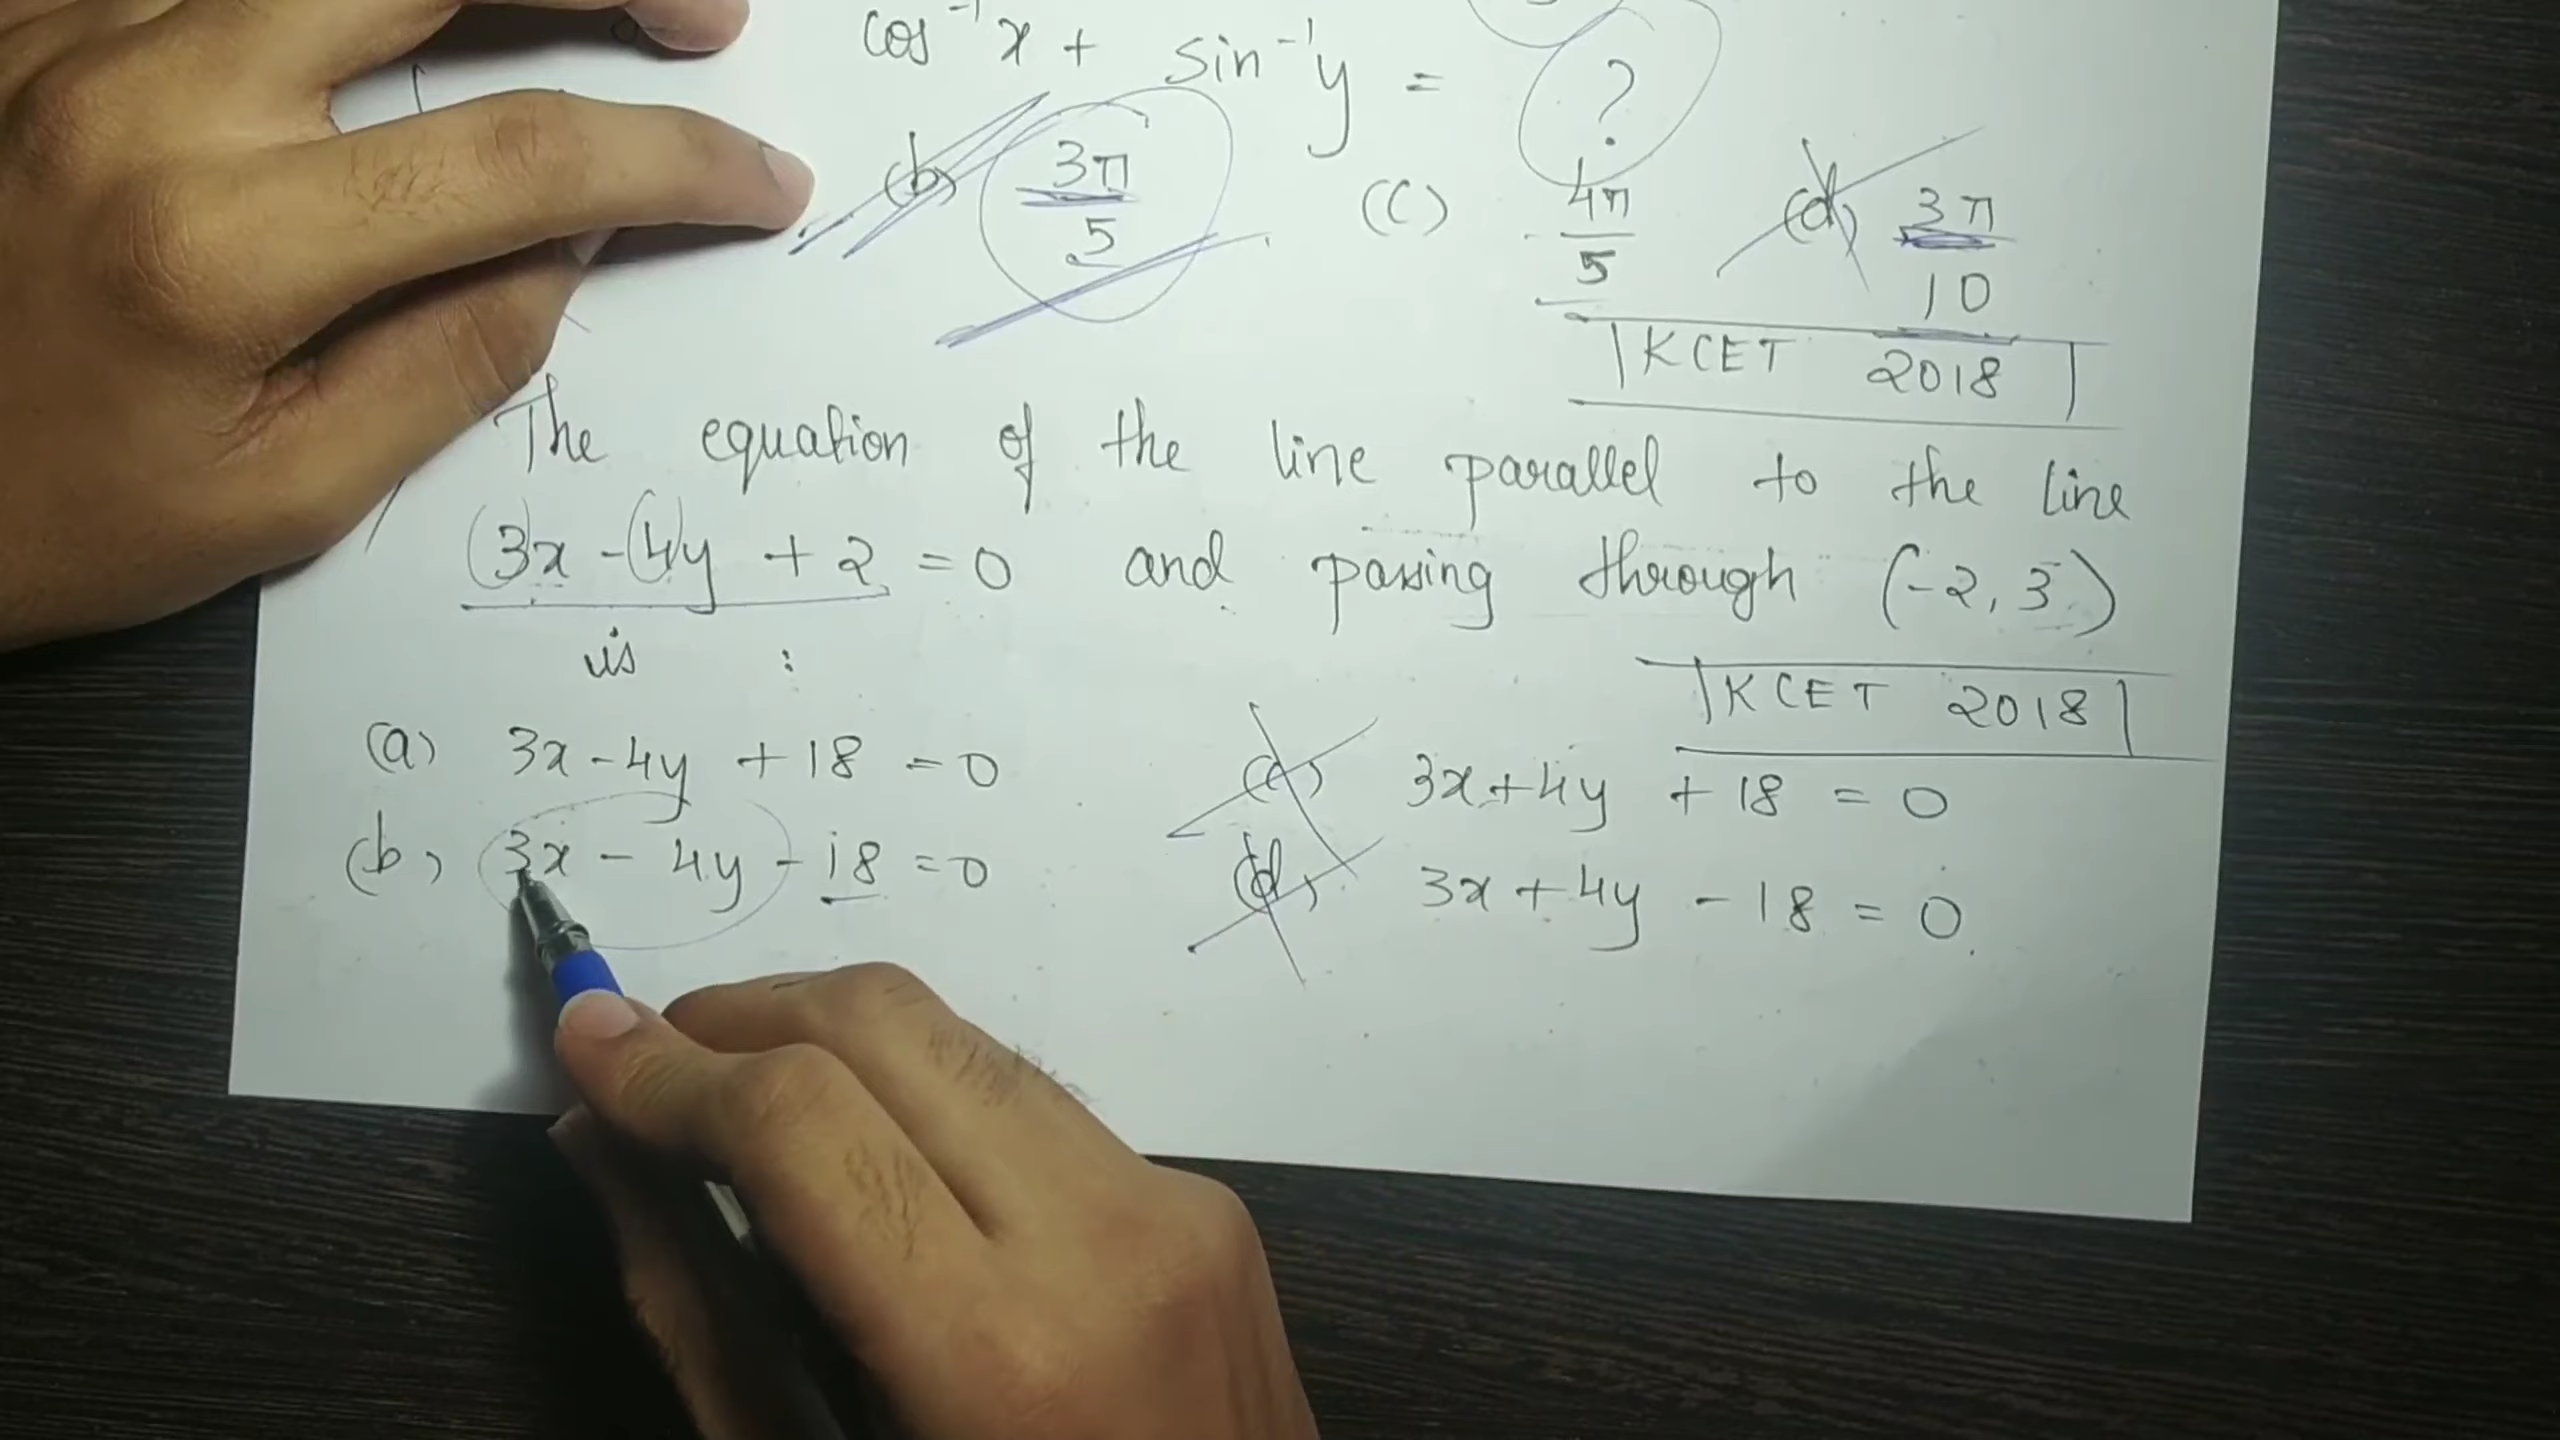 cos⁻¹x + sin⁻¹y = ?
(b) 3π/5 (c) 4π/5 (d) 3π/10
KCET 2018
The equation of the line parallel to the line
(3)x - (4)y + 2 = 0 and passing through (-2, 3)
is :
KCET 2018
(a) 3x - 4y + 18 = 0 (c) 3x + 4y + 18 = 0
(b) 3x - 4y - 18 = 0 (d) 3x + 4y - 18 = 0.